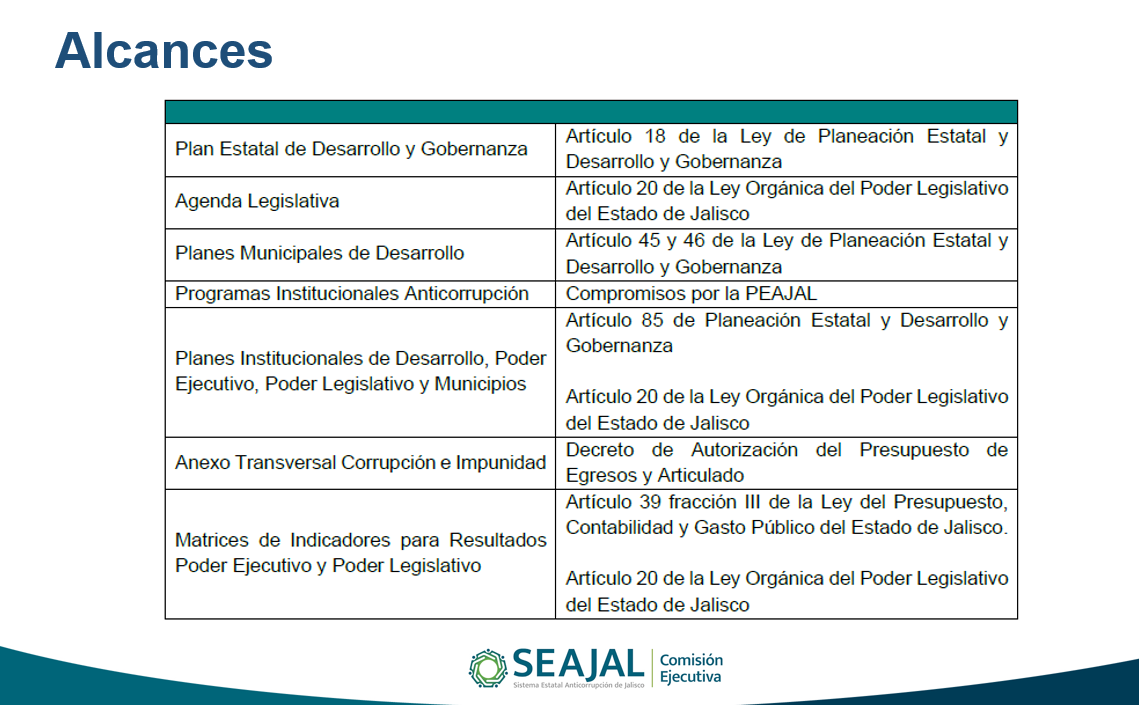 Alcances
Plan Estatal de Desarrollo y Gobernanza
Artículo 18 de la Ley de Planeación Estatal y
Desarrollo y Gobernanza
Agenda Legislativa
Artículo 20 de la Ley Orgánica del Poder Legislativo
del Estado de Jalisco
Planes Municipales de Desarrollo
Artículo 45 y 46 de la Ley de Planeación Estatal y
Desarrollo y Gobernanza
Programas Institucionales Anticorrupción
Compromisos por la PEAJAL
Planes Institucionales de Desarrollo, Poder
Ejecutivo, Poder Legislativo y Municipios
Artículo 85 de Planeación Estatal y Desarrollo y
Gobernanza
Artículo 20 de la Ley Orgánica del Poder Legislativo
del Estado de Jalisco
Anexo Transversal Corrupción e Impunidad
Decreto de Autorización del Presupuesto de
Egresos y Articulado
Matrices de Indicadores para Resultados
Poder Ejecutivo y Poder Legislativo
Artículo 39 fracción III de la Ley del Presupuesto,
Contabilidad y Gasto Público del Estado de Jalisco.
Artículo 20 de la Ley Orgánica del Poder Legislativo
del Estado de Jalisco
SEAJAL
Sistema Estatal Anticorrupción de Jalisco
Comisión
Ejecutiva